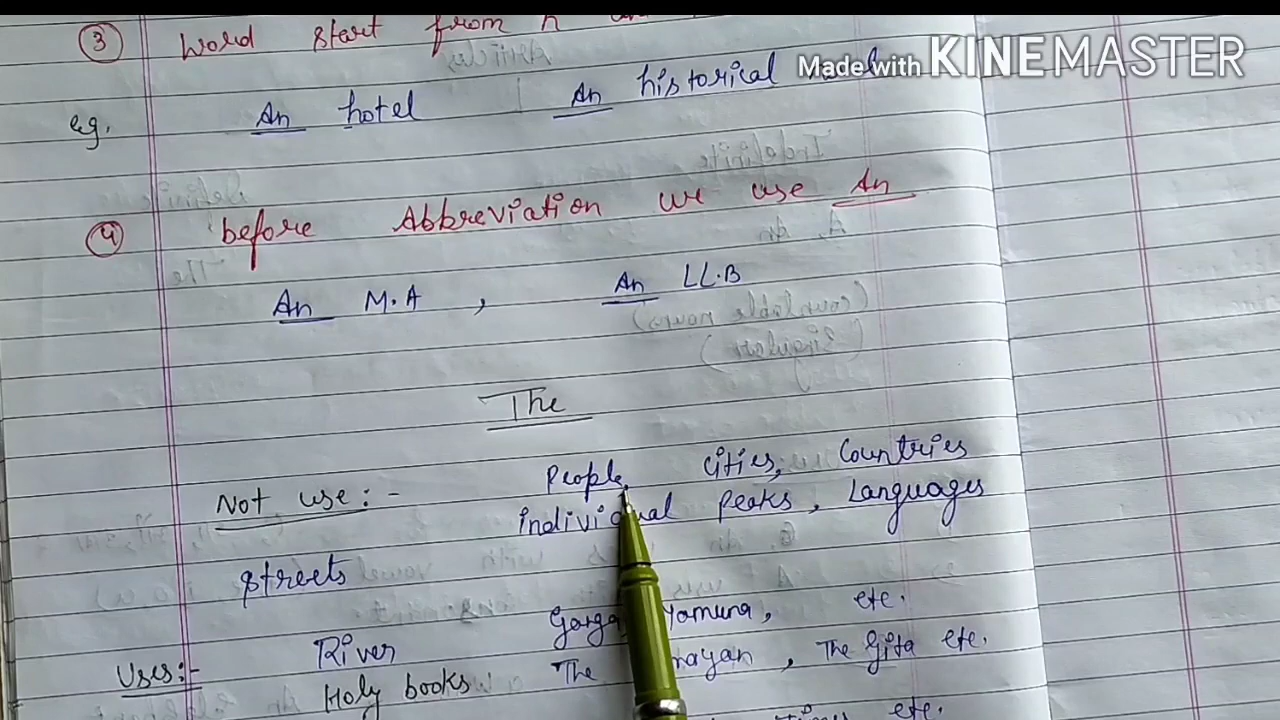 ③ Word start from h
Made with KINEMASTER
eg. An hotel An historical
④ before Abbreviation we use An
An M.A , An LL.B
The
Not use:- People, cities, Countries
individual Peaks, Languages
streets
Uses:- River Ganga, Yamuna, etc.
Holy books The , The Gita etc.
etc.